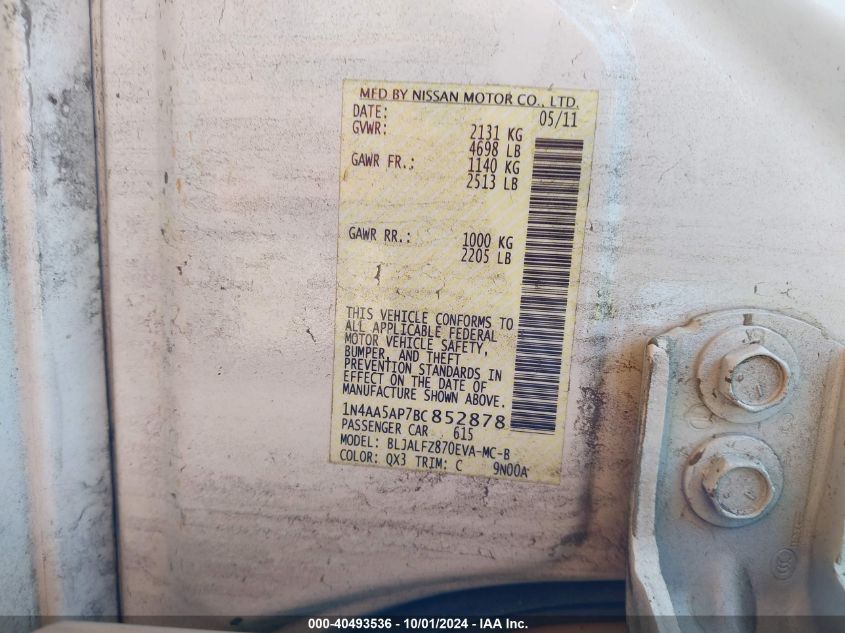 MFD BY NISSAN MOTOR CO., LTD.
DATE: 05/11
GVWR: 2131 KG
4698 LB
GAWR FR.: 1140 KG
2513 LB
GAWR RR.: 1000 KG
2205 LB
THIS VEHICLE CONFORMS TO
ALL APPLICABLE FEDERAL
MOTOR VEHICLE SAFETY,
BUMPER, AND THEFT
PREVENTION STANDARDS IN
EFFECT ON THE DATE OF
MANUFACTURE SHOWN ABOVE.
1N4AA5AP7BC852878
PASSENGER CAR 615
MODEL: BLJALFZ870EVA-MC-B
COLOR: QX3 TRIM: C 9N00A
000-40493536 - 10/01/2024 - IAA Inc.